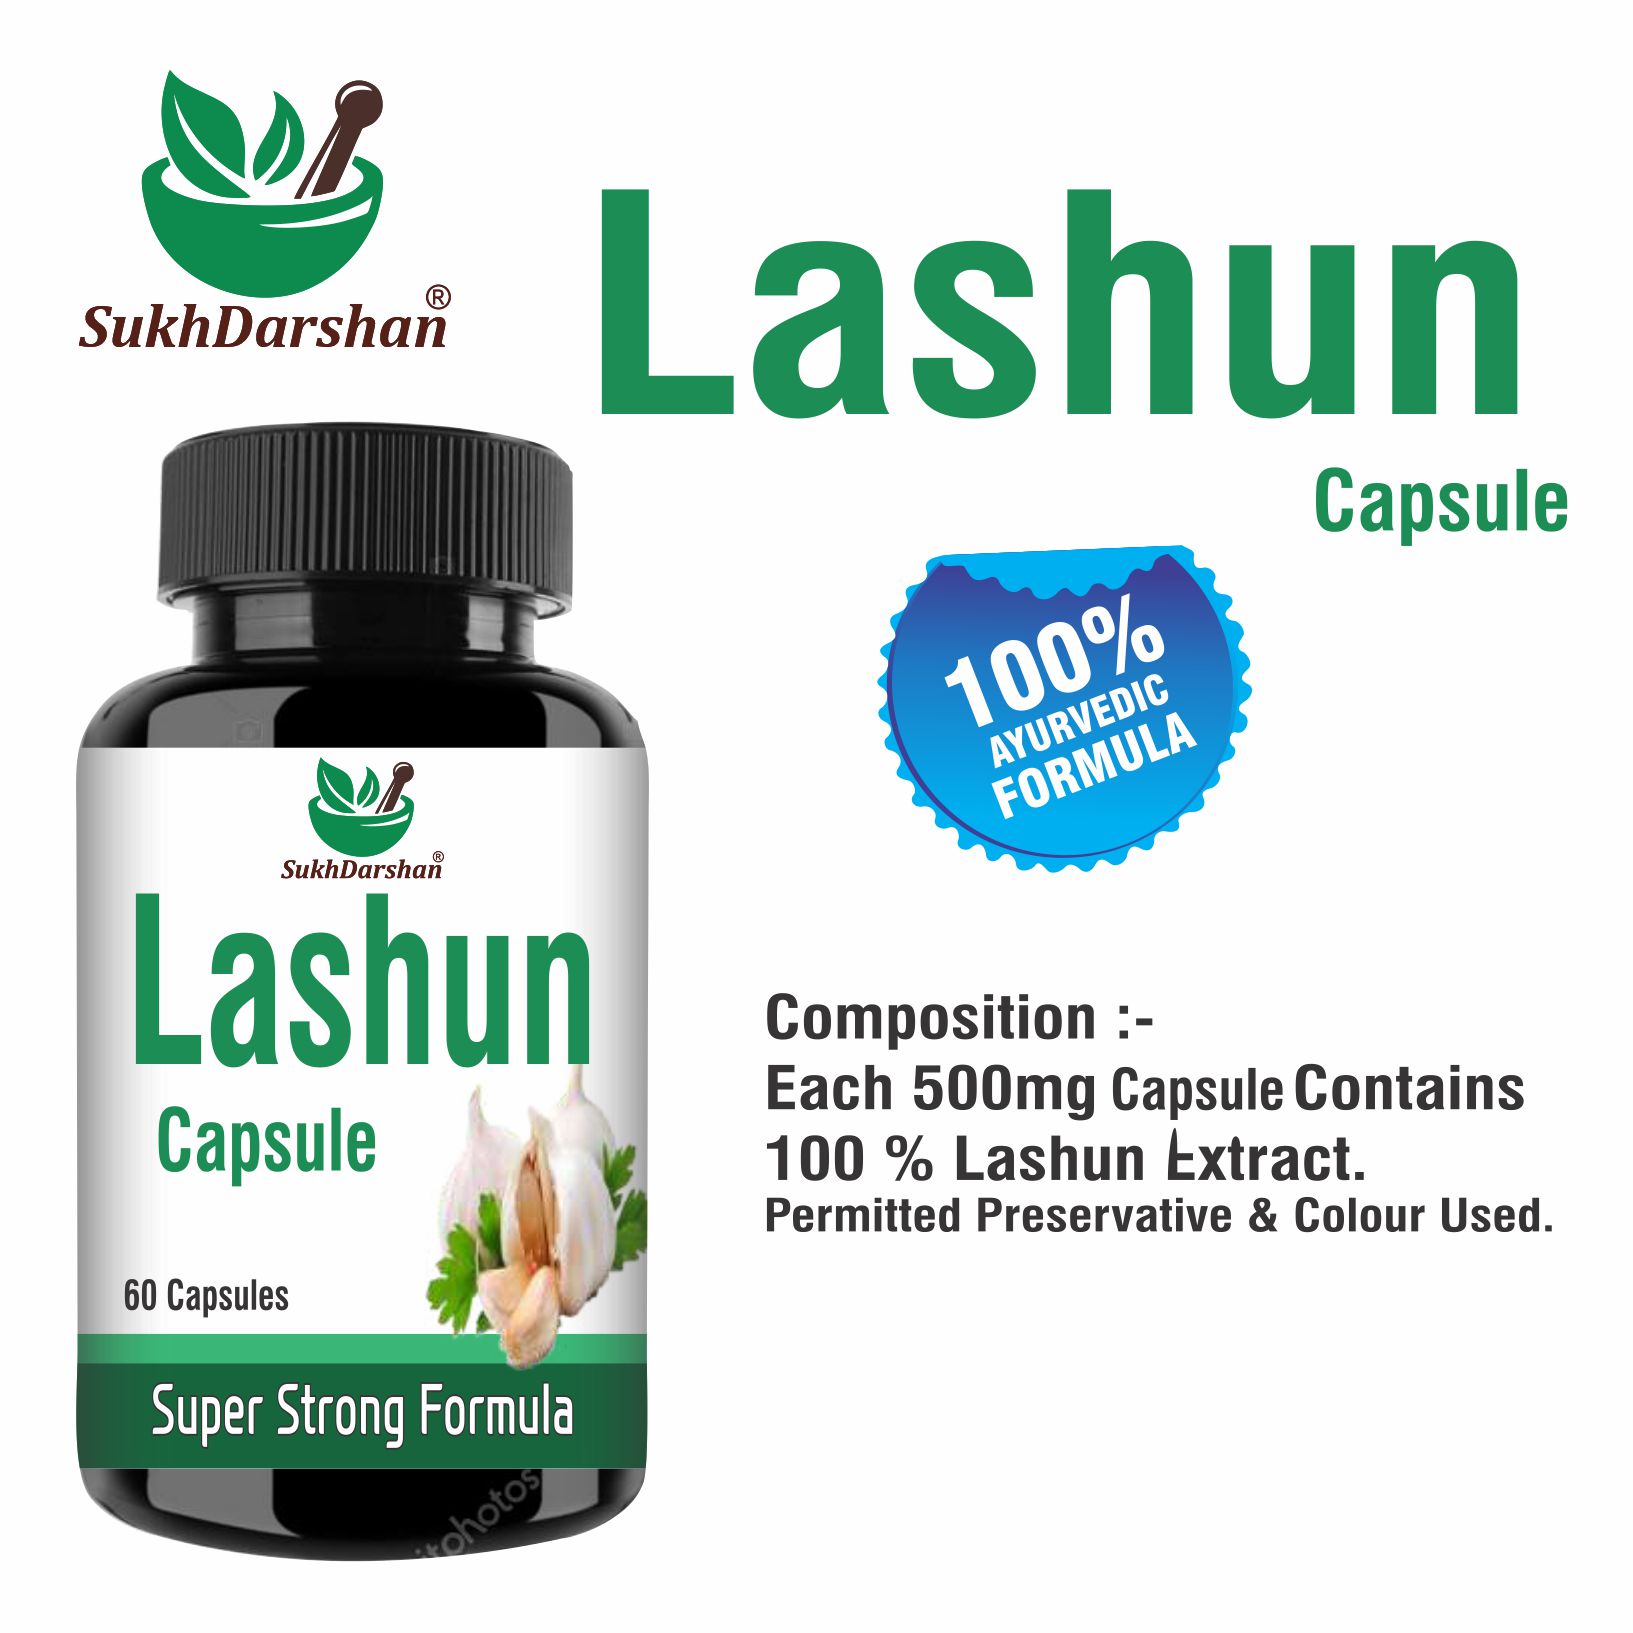 SukhDarshan®
Lashun
Capsule
100%
AYURVEDIC
FORMULA
SukhDarshan®
Lashun
Capsule
60 Capsules
Super Strong Formula
Composition :-
Each 500mg Capsule Contains
100 % Lashun Extract.
Permitted Preservative & Colour Used.